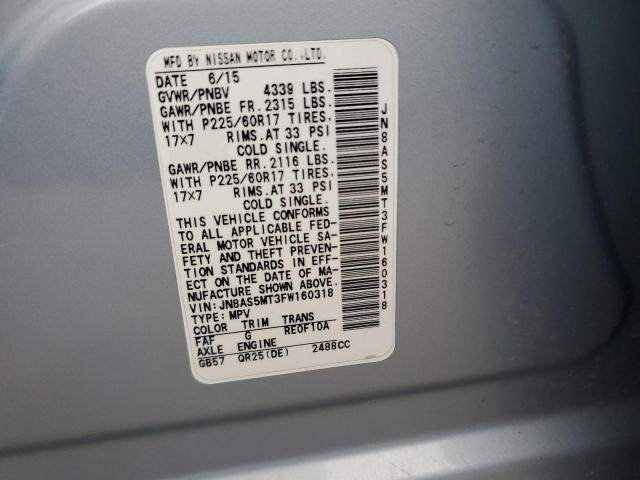 MFD BY NISSAN MOTOR CO.,LTD.
DATE 6/15
GVWR/PNBV 4339 LBS.
GAWR/PNBE FR. 2315 LBS.
WITH P225/60R17 TIRES,
17X7 RIMS. AT 33 PSI
COLD SINGLE.
GAWR/PNBE RR. 2116 LBS.
WITH P225/60R17 TIRES,
17X7 RIMS. AT 33 PSI
COLD SINGLE.
THIS VEHICLE CONFORMS
TO ALL APPLICABLE FED-
ERAL MOTOR VEHICLE SA-
FETY AND THEFT PREVEN-
TION STANDARDS IN EFF-
ECT ON THE DATE OF MA-
NUFACTURE SHOWN ABOVE.
VIN: JN8AS5MT3FW160318
TYPE: MPV
COLOR TRIM TRANS
FAF G RE0F10A
AXLE ENGINE
GB57 QR25(DE) 2488CC
JN8AS5MT3FW160318